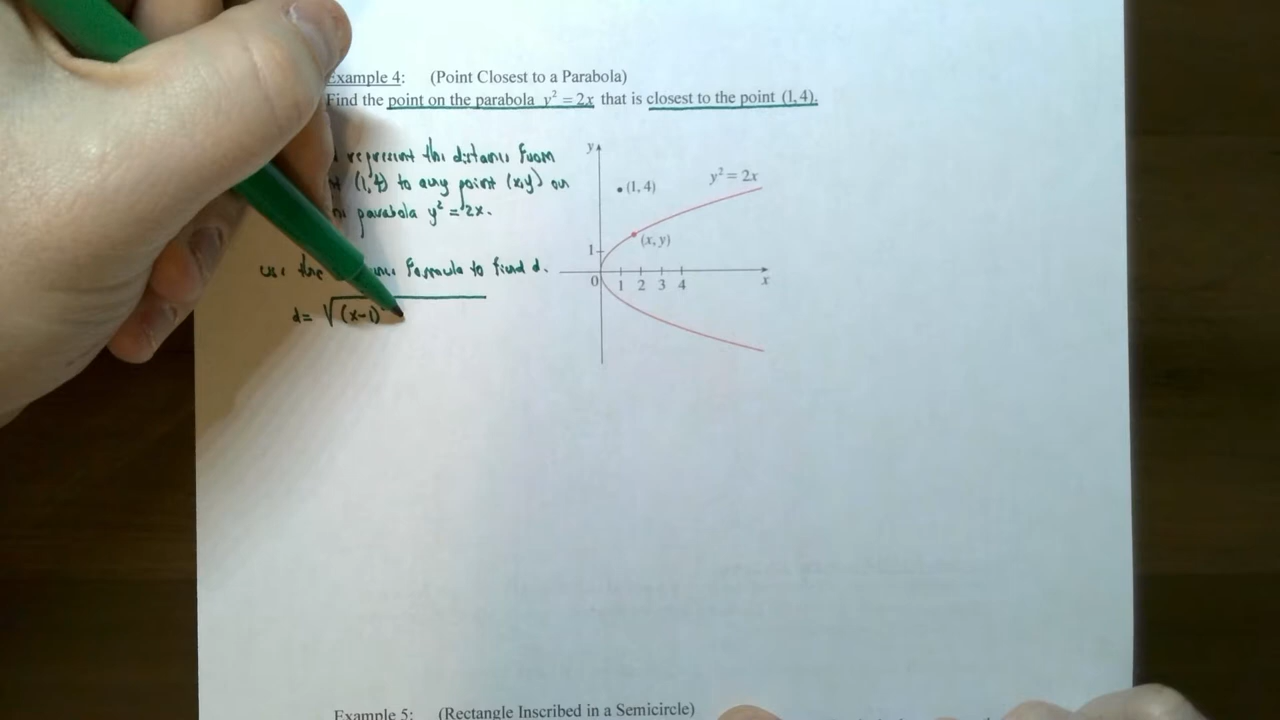 Example 4: (Point Closest to a Parabola)
Find the point on the parabola y² = 2x that is closest to the point (1, 4).
represent the distance from
(1,4) to any point (x,y) on
parabola y² = 2x.
use the formula to find d.
d = √(x-1)
y
(1, 4)
y² = 2x
(x, y)
1
0 1 2 3 4 x
Example 5: (Rectangle Inscribed in a Semicircle)